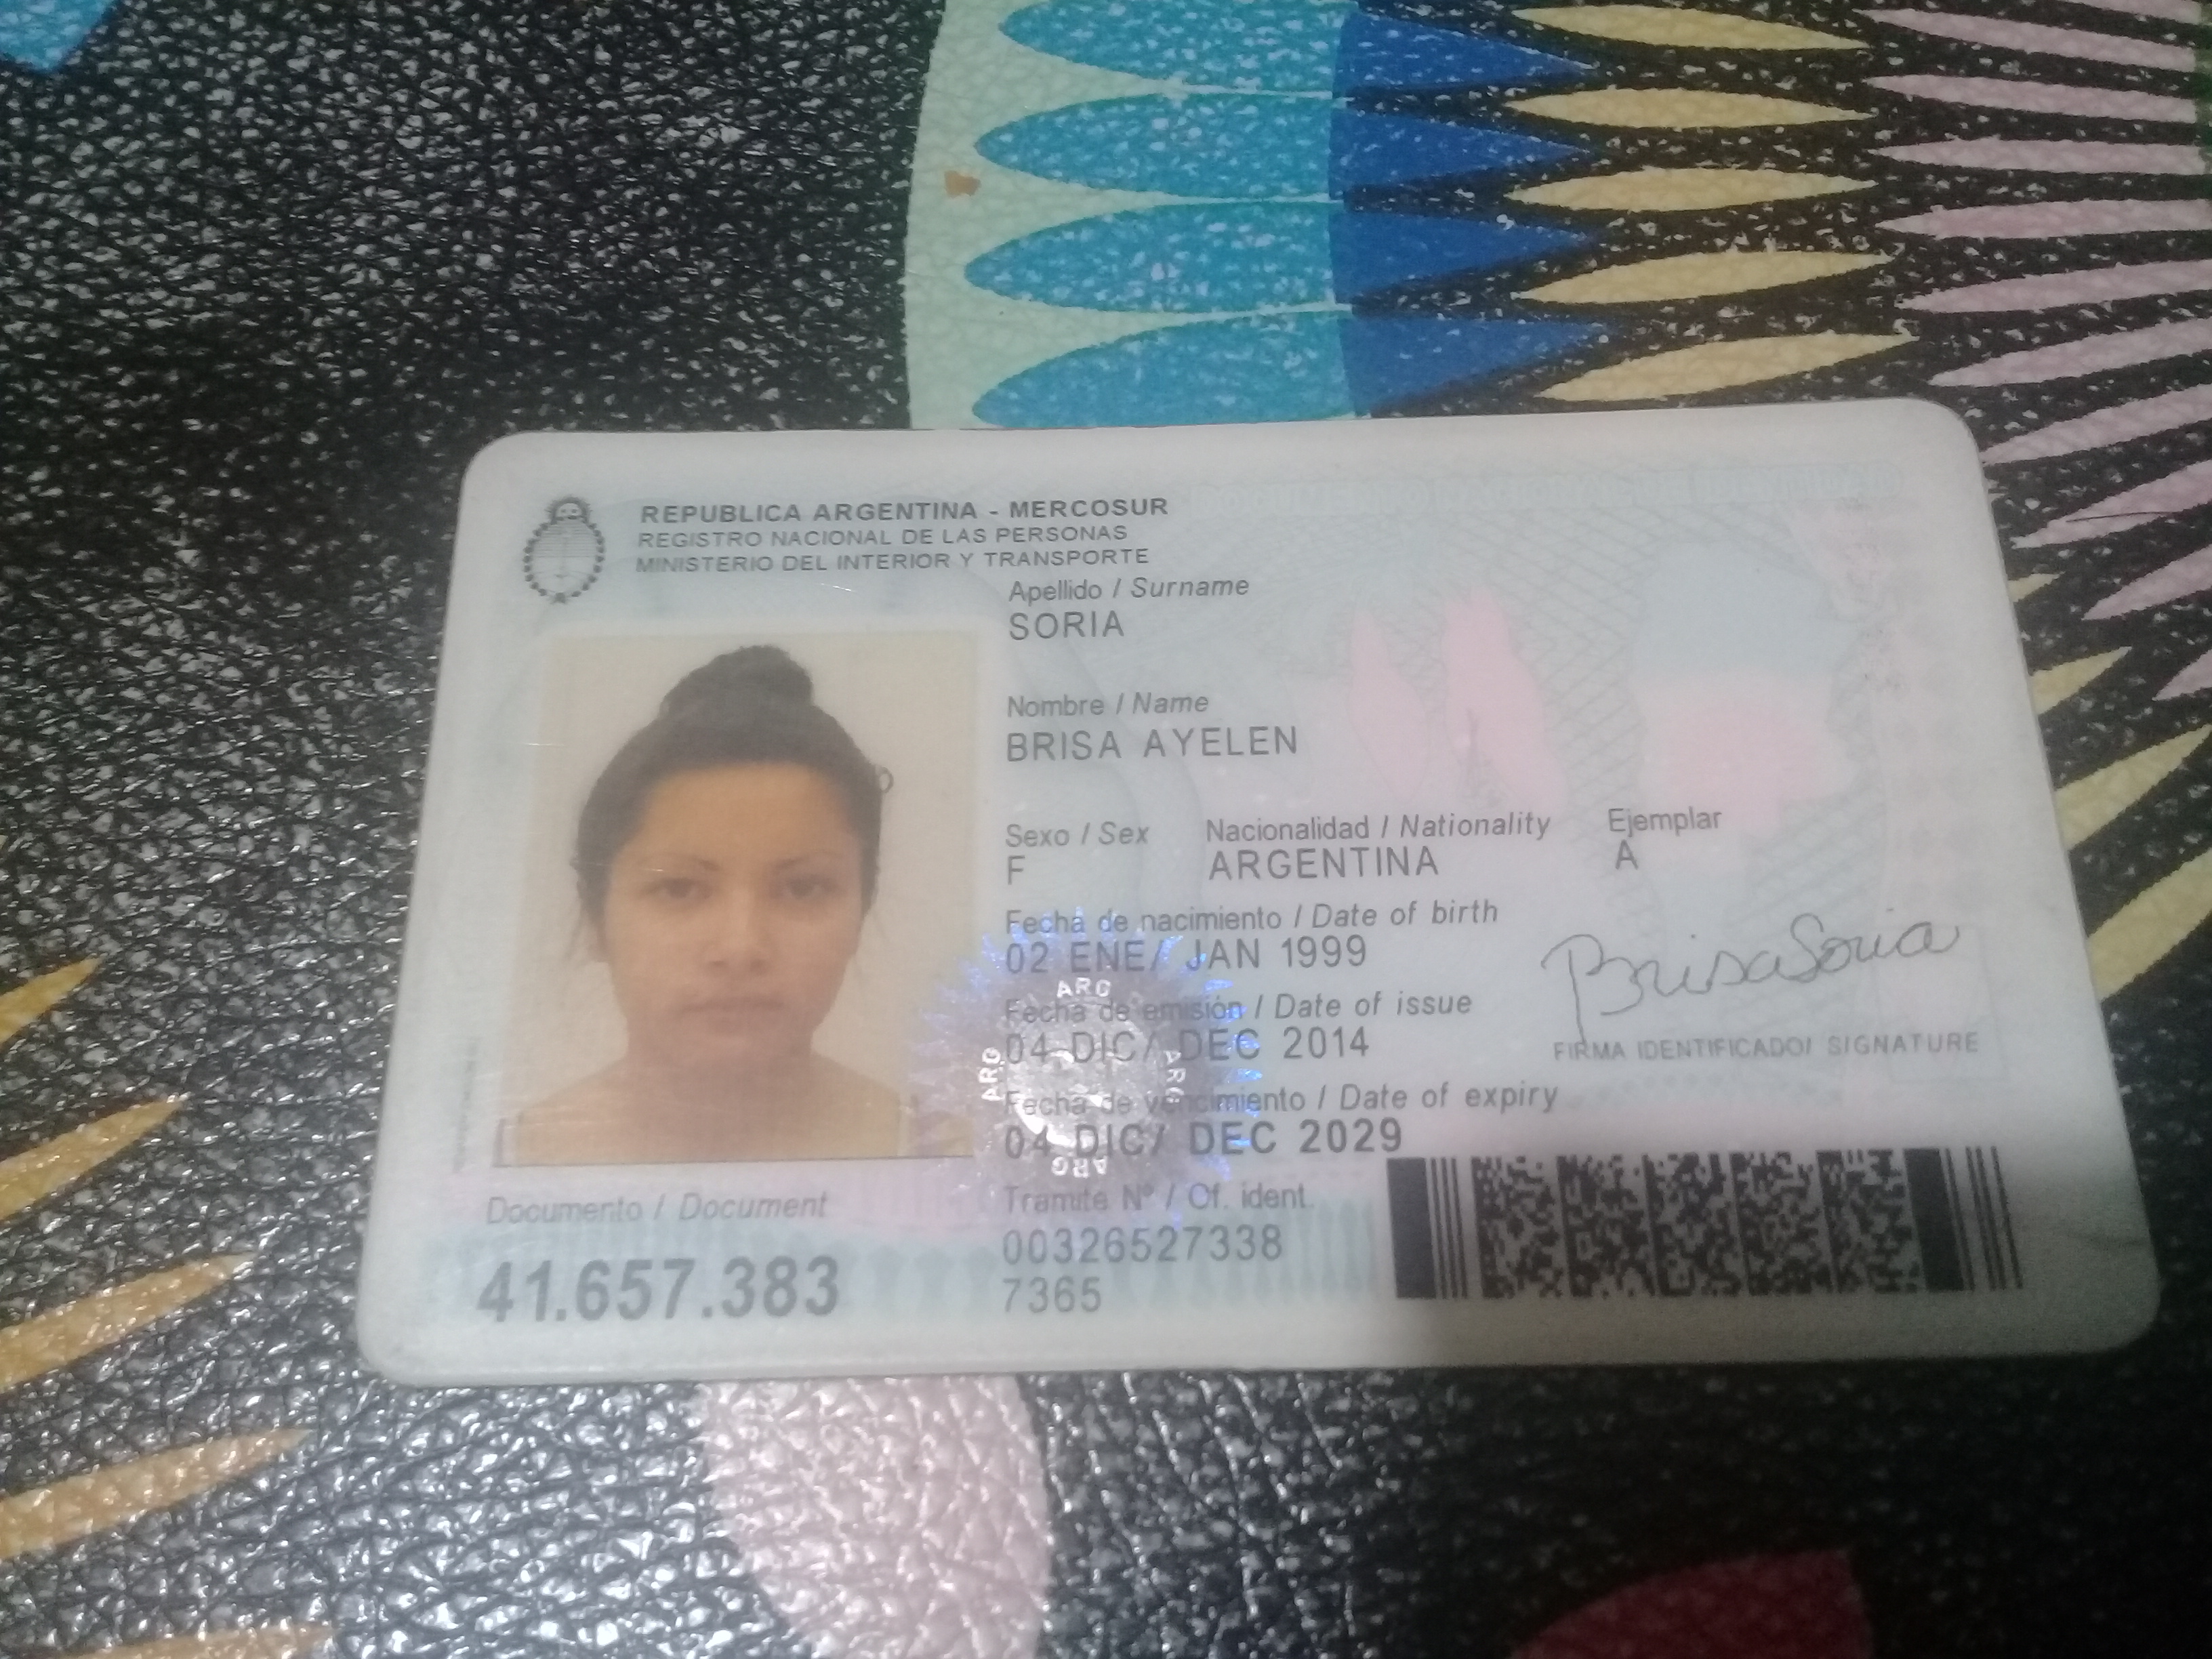 REPUBLICA ARGENTINA - MERCOSUR
REGISTRO NACIONAL DE LAS PERSONAS
MINISTERIO DEL INTERIOR Y TRANSPORTE
Apellido / Surname
SORIA
Nombre / Name
BRISA AYELEN
Sexo / Sex Nacionalidad / Nationality Ejemplar
F ARGENTINA A
Fecha de nacimiento / Date of birth
02 ENE/ JAN 1999
Fecha de emisión / Date of issue
04 DIC/ DEC 2014
Fecha de vencimiento / Date of expiry
04 DIC/ DEC 2029
ARG
ARG
ARG
ARG
Brisa Soria
FIRMA IDENTIFICADO/ SIGNATURE
Documento / Document
41.657.383
Tramite Nº / Of. ident.
00326527338
7365